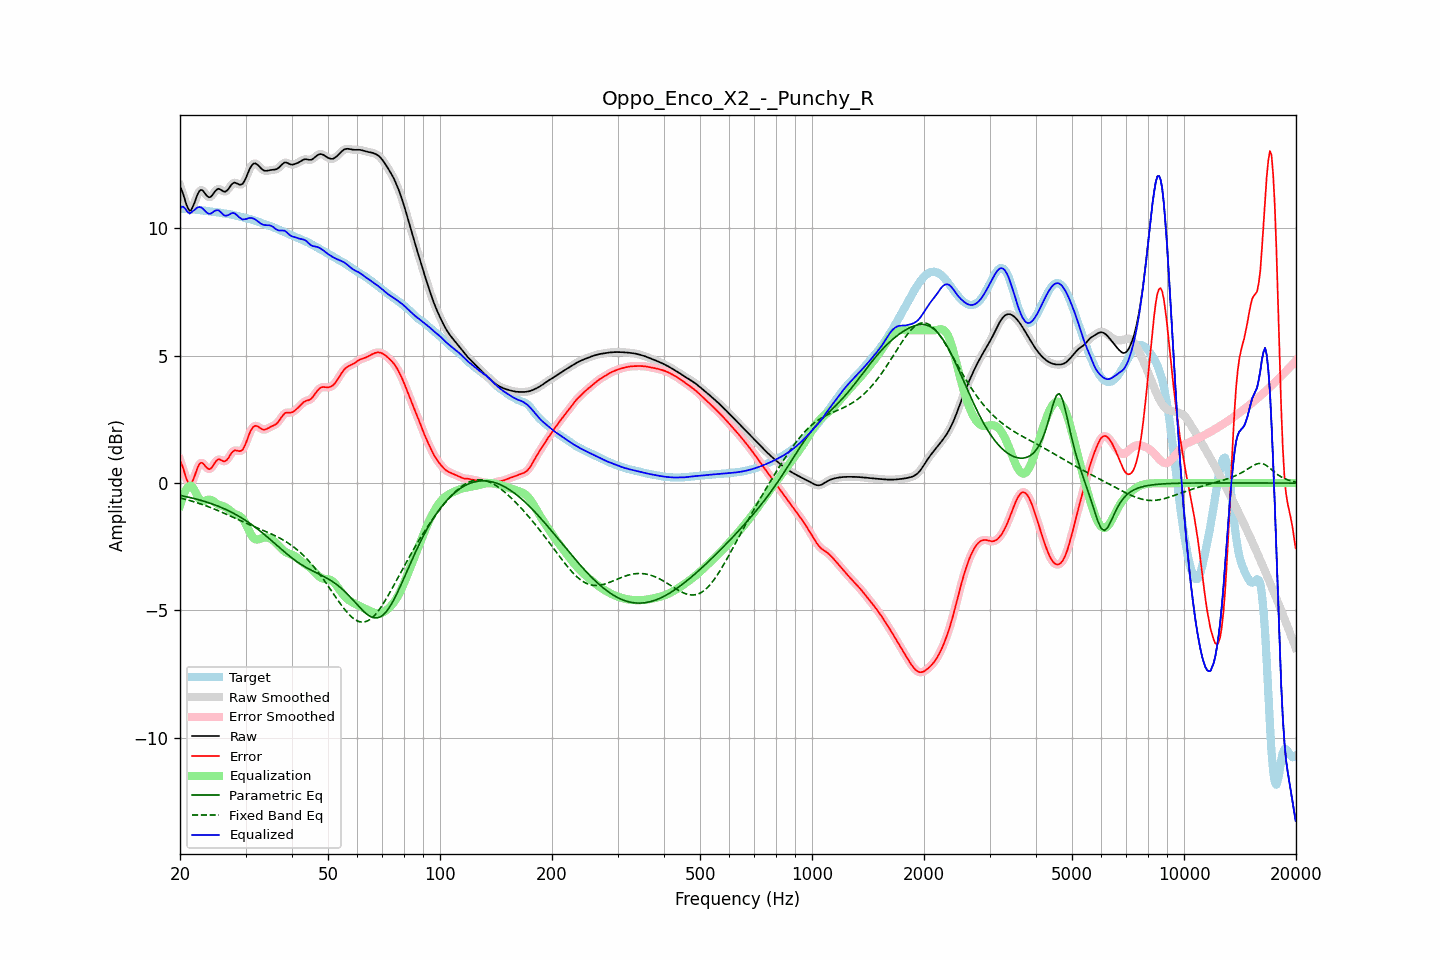 Oppo_Enco_X2_-_Punchy_R
Amplitude (dBr)
10
5
0
−5
−10
Target
Raw Smoothed
Error Smoothed
Raw
Error
Equalization
Parametric Eq
Fixed Band Eq
Equalized
20 50 100 200 500 1000 2000 5000 10000 20000
Frequency (Hz)